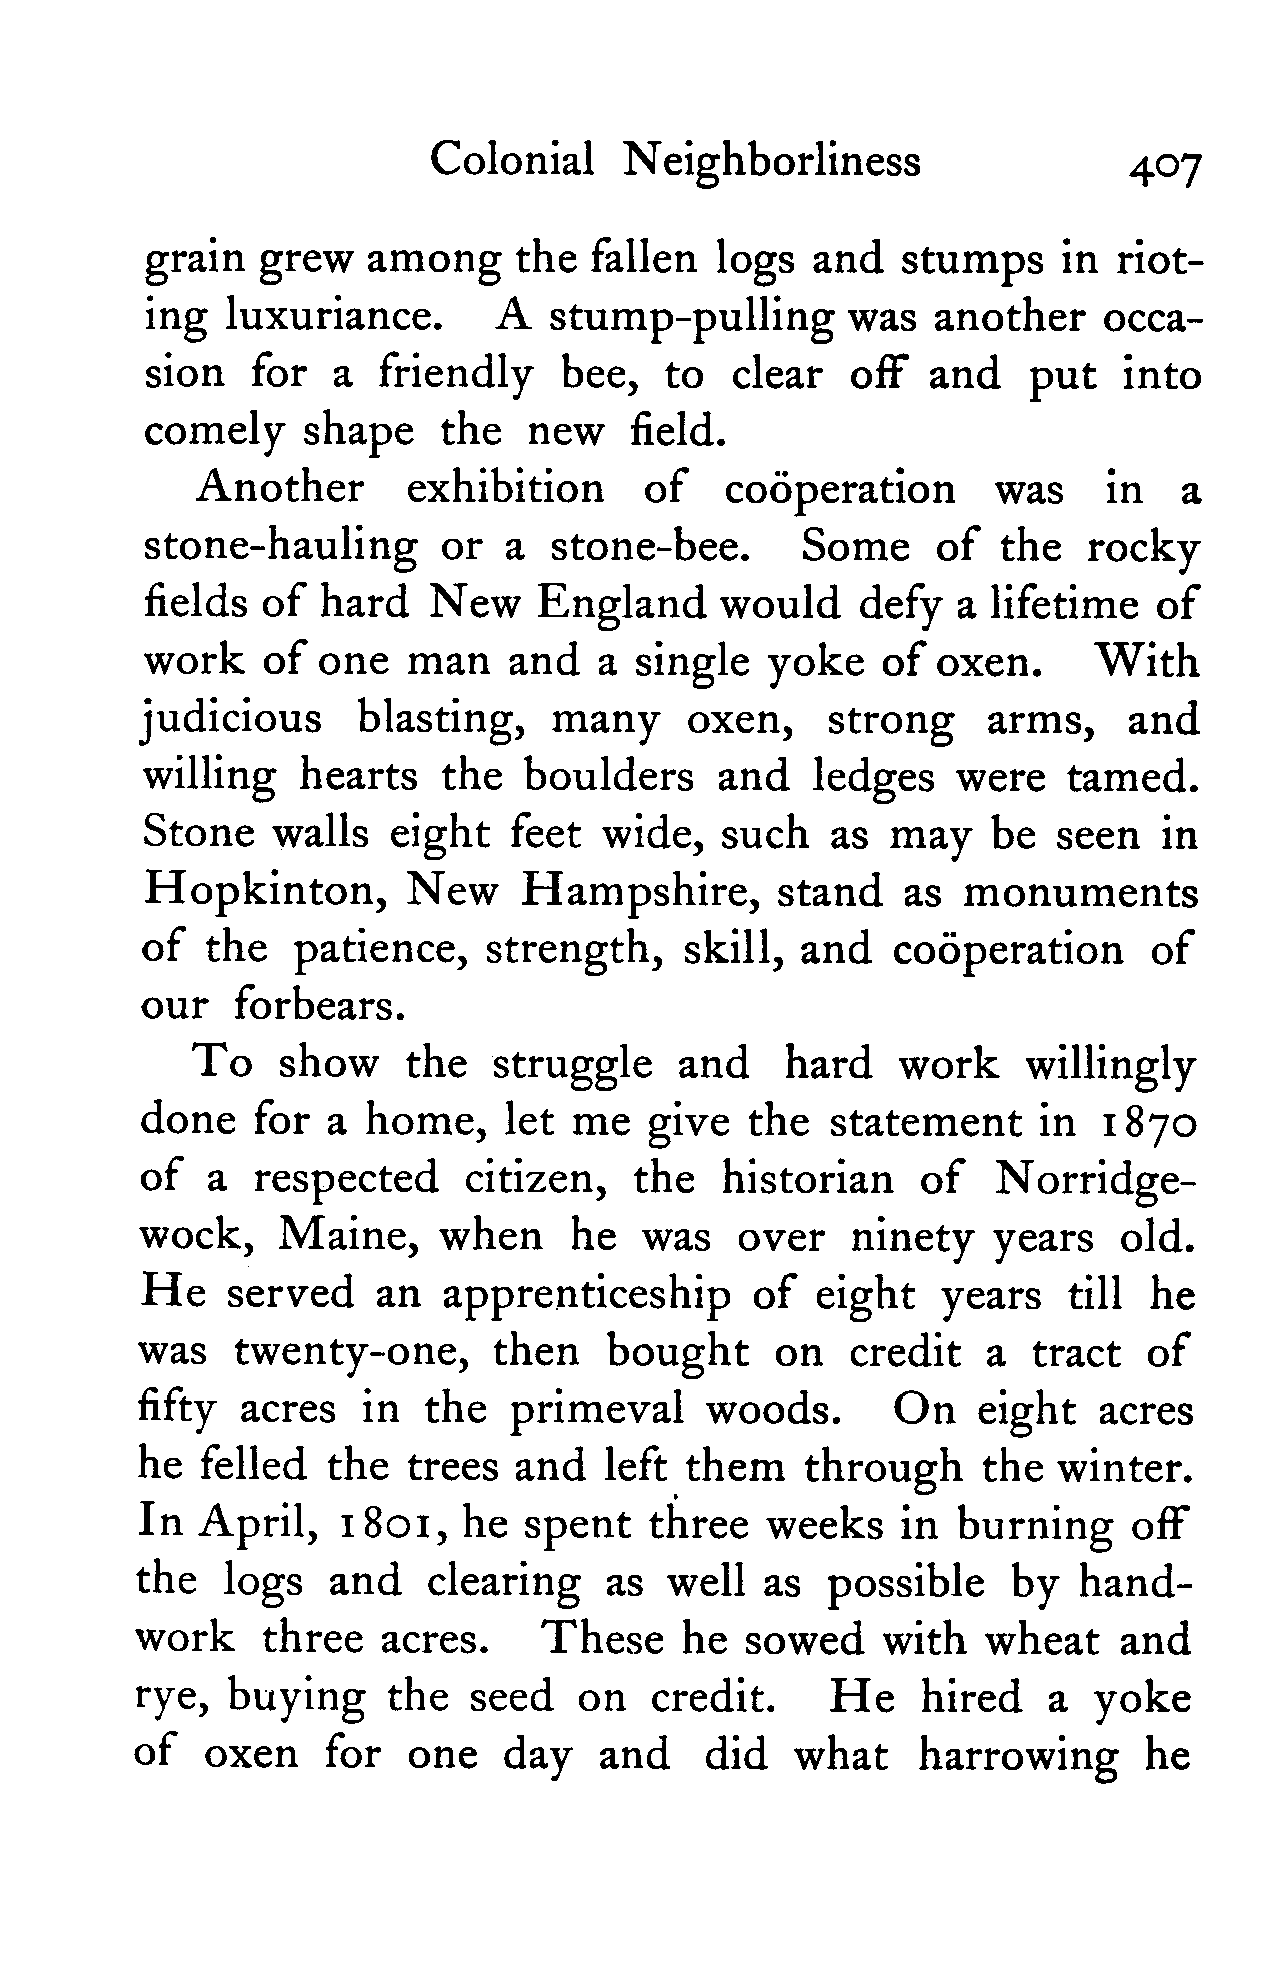 Colonial Neighborliness 407
grain grew among the fallen logs and stumps in riot-
ing luxuriance. A stump-pulling was another occa-
sion for a friendly bee, to clear off and put into
comely shape the new field.
Another exhibition of coöperation was in a
stone-hauling or a stone-bee. Some of the rocky
fields of hard New England would defy a lifetime of
work of one man and a single yoke of oxen. With
judicious blasting, many oxen, strong arms, and
willing hearts the boulders and ledges were tamed.
Stone walls eight feet wide, such as may be seen in
Hopkinton, New Hampshire, stand as monuments
of the patience, strength, skill, and coöperation of
our forbears.
To show the struggle and hard work willingly
done for a home, let me give the statement in 1870
of a respected citizen, the historian of Norridge-
wock, Maine, when he was over ninety years old.
He served an apprenticeship of eight years till he
was twenty-one, then bought on credit a tract of
fifty acres in the primeval woods. On eight acres
he felled the trees and left them through the winter.
In April, 1801, he spent three weeks in burning off
the logs and clearing as well as possible by hand-
work three acres. These he sowed with wheat and
rye, buying the seed on credit. He hired a yoke
of oxen for one day and did what harrowing he